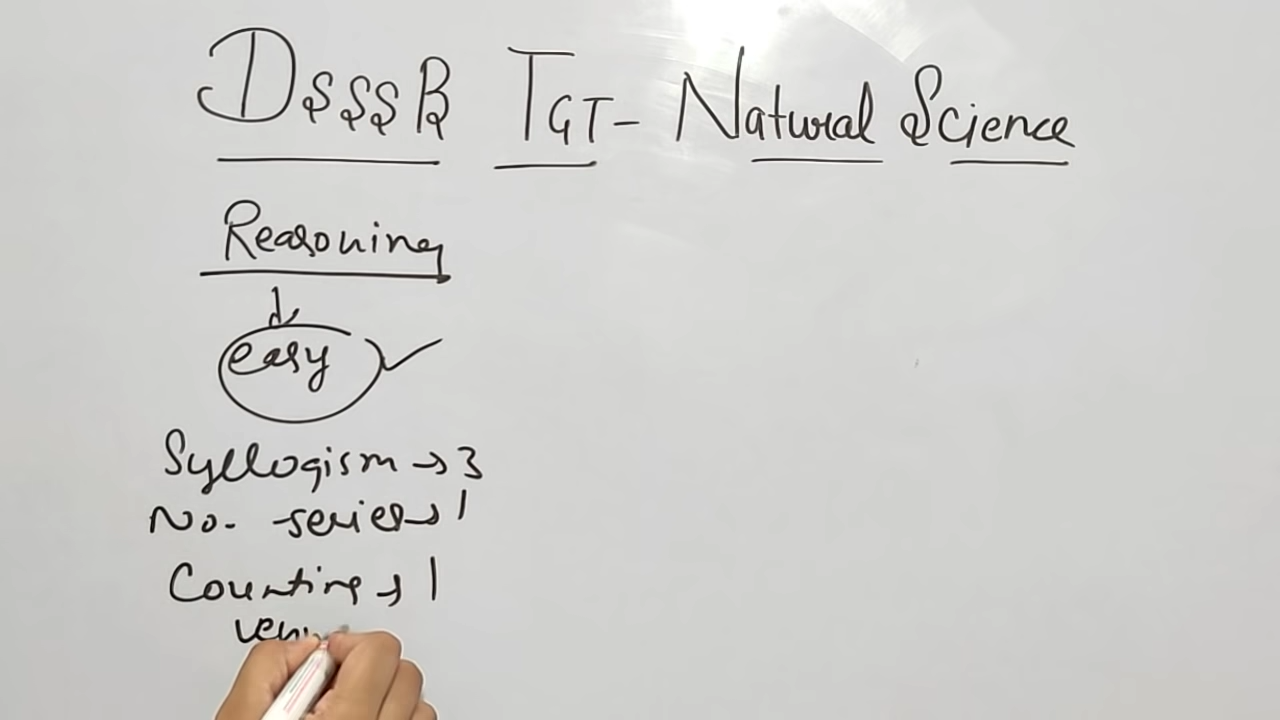 DSSSB TGT- Natural Science
Reasoning
easy
Syllogism → 3
No. series → 1
Counting → 1